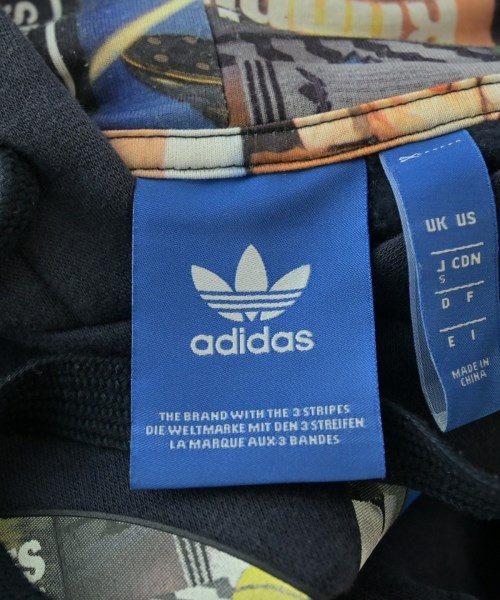 adidas
THE BRAND WITH THE 3 STRIPES
DIE WELTMARKE MIT DEN 3 STREIFEN
LA MARQUE AUX 3 BANDES
UK US
J CDN
S
D F
E I
MADE IN
CHINA